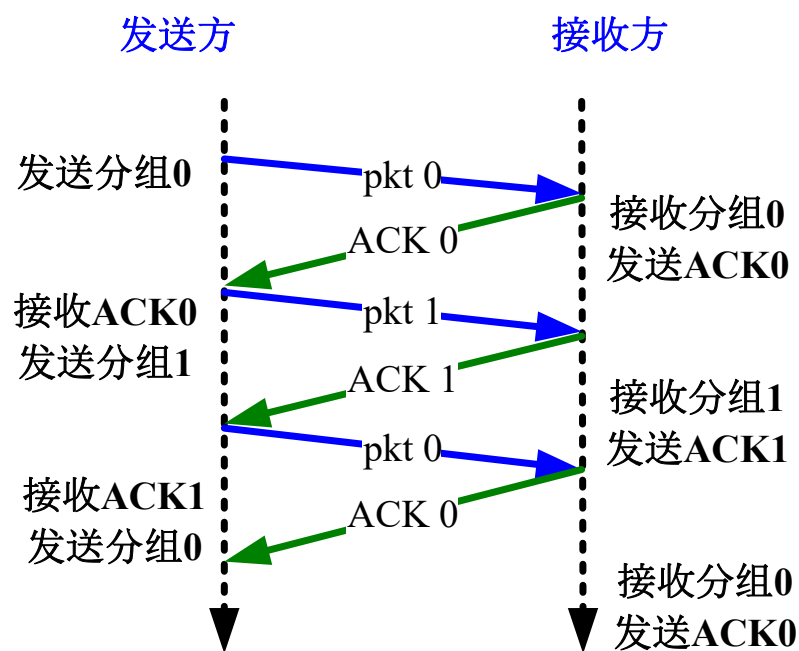 发送方
接收方
发送分组0
pkt 0
接收分组0
发送ACK0
ACK 0
接收ACK0
发送分组1
pkt 1
ACK 1
接收分组1
发送ACK1
pkt 0
接收ACK1
发送分组0
ACK 0
接收分组0
发送ACK0